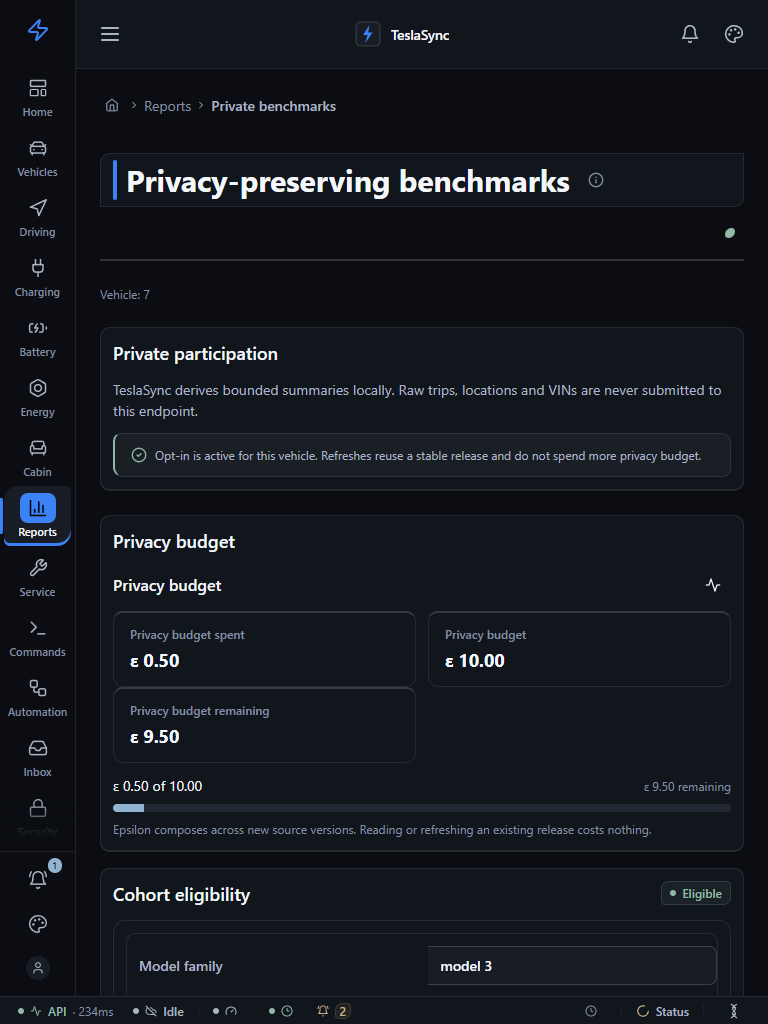 TeslaSync
Home
Vehicles
Driving
Charging
Battery
Energy
Cabin
Reports
Service
Commands
Automation
Inbox
Security
1
Reports
Private benchmarks
Privacy-preserving benchmarks
Vehicle: 7
Private participation
TeslaSync derives bounded summaries locally. Raw trips, locations and VINs are never submitted to
this endpoint.
Opt-in is active for this vehicle. Refreshes reuse a stable release and do not spend more privacy budget.
Privacy budget
Privacy budget
Privacy budget spent
ε 0.50
Privacy budget
ε 10.00
Privacy budget remaining
ε 9.50
ε 0.50 of 10.00
ε 9.50 remaining
Epsilon composes across new source versions. Reading or refreshing an existing release costs nothing.
Cohort eligibility
Eligible
Model family
model 3
API · 234ms
Idle
2
Status